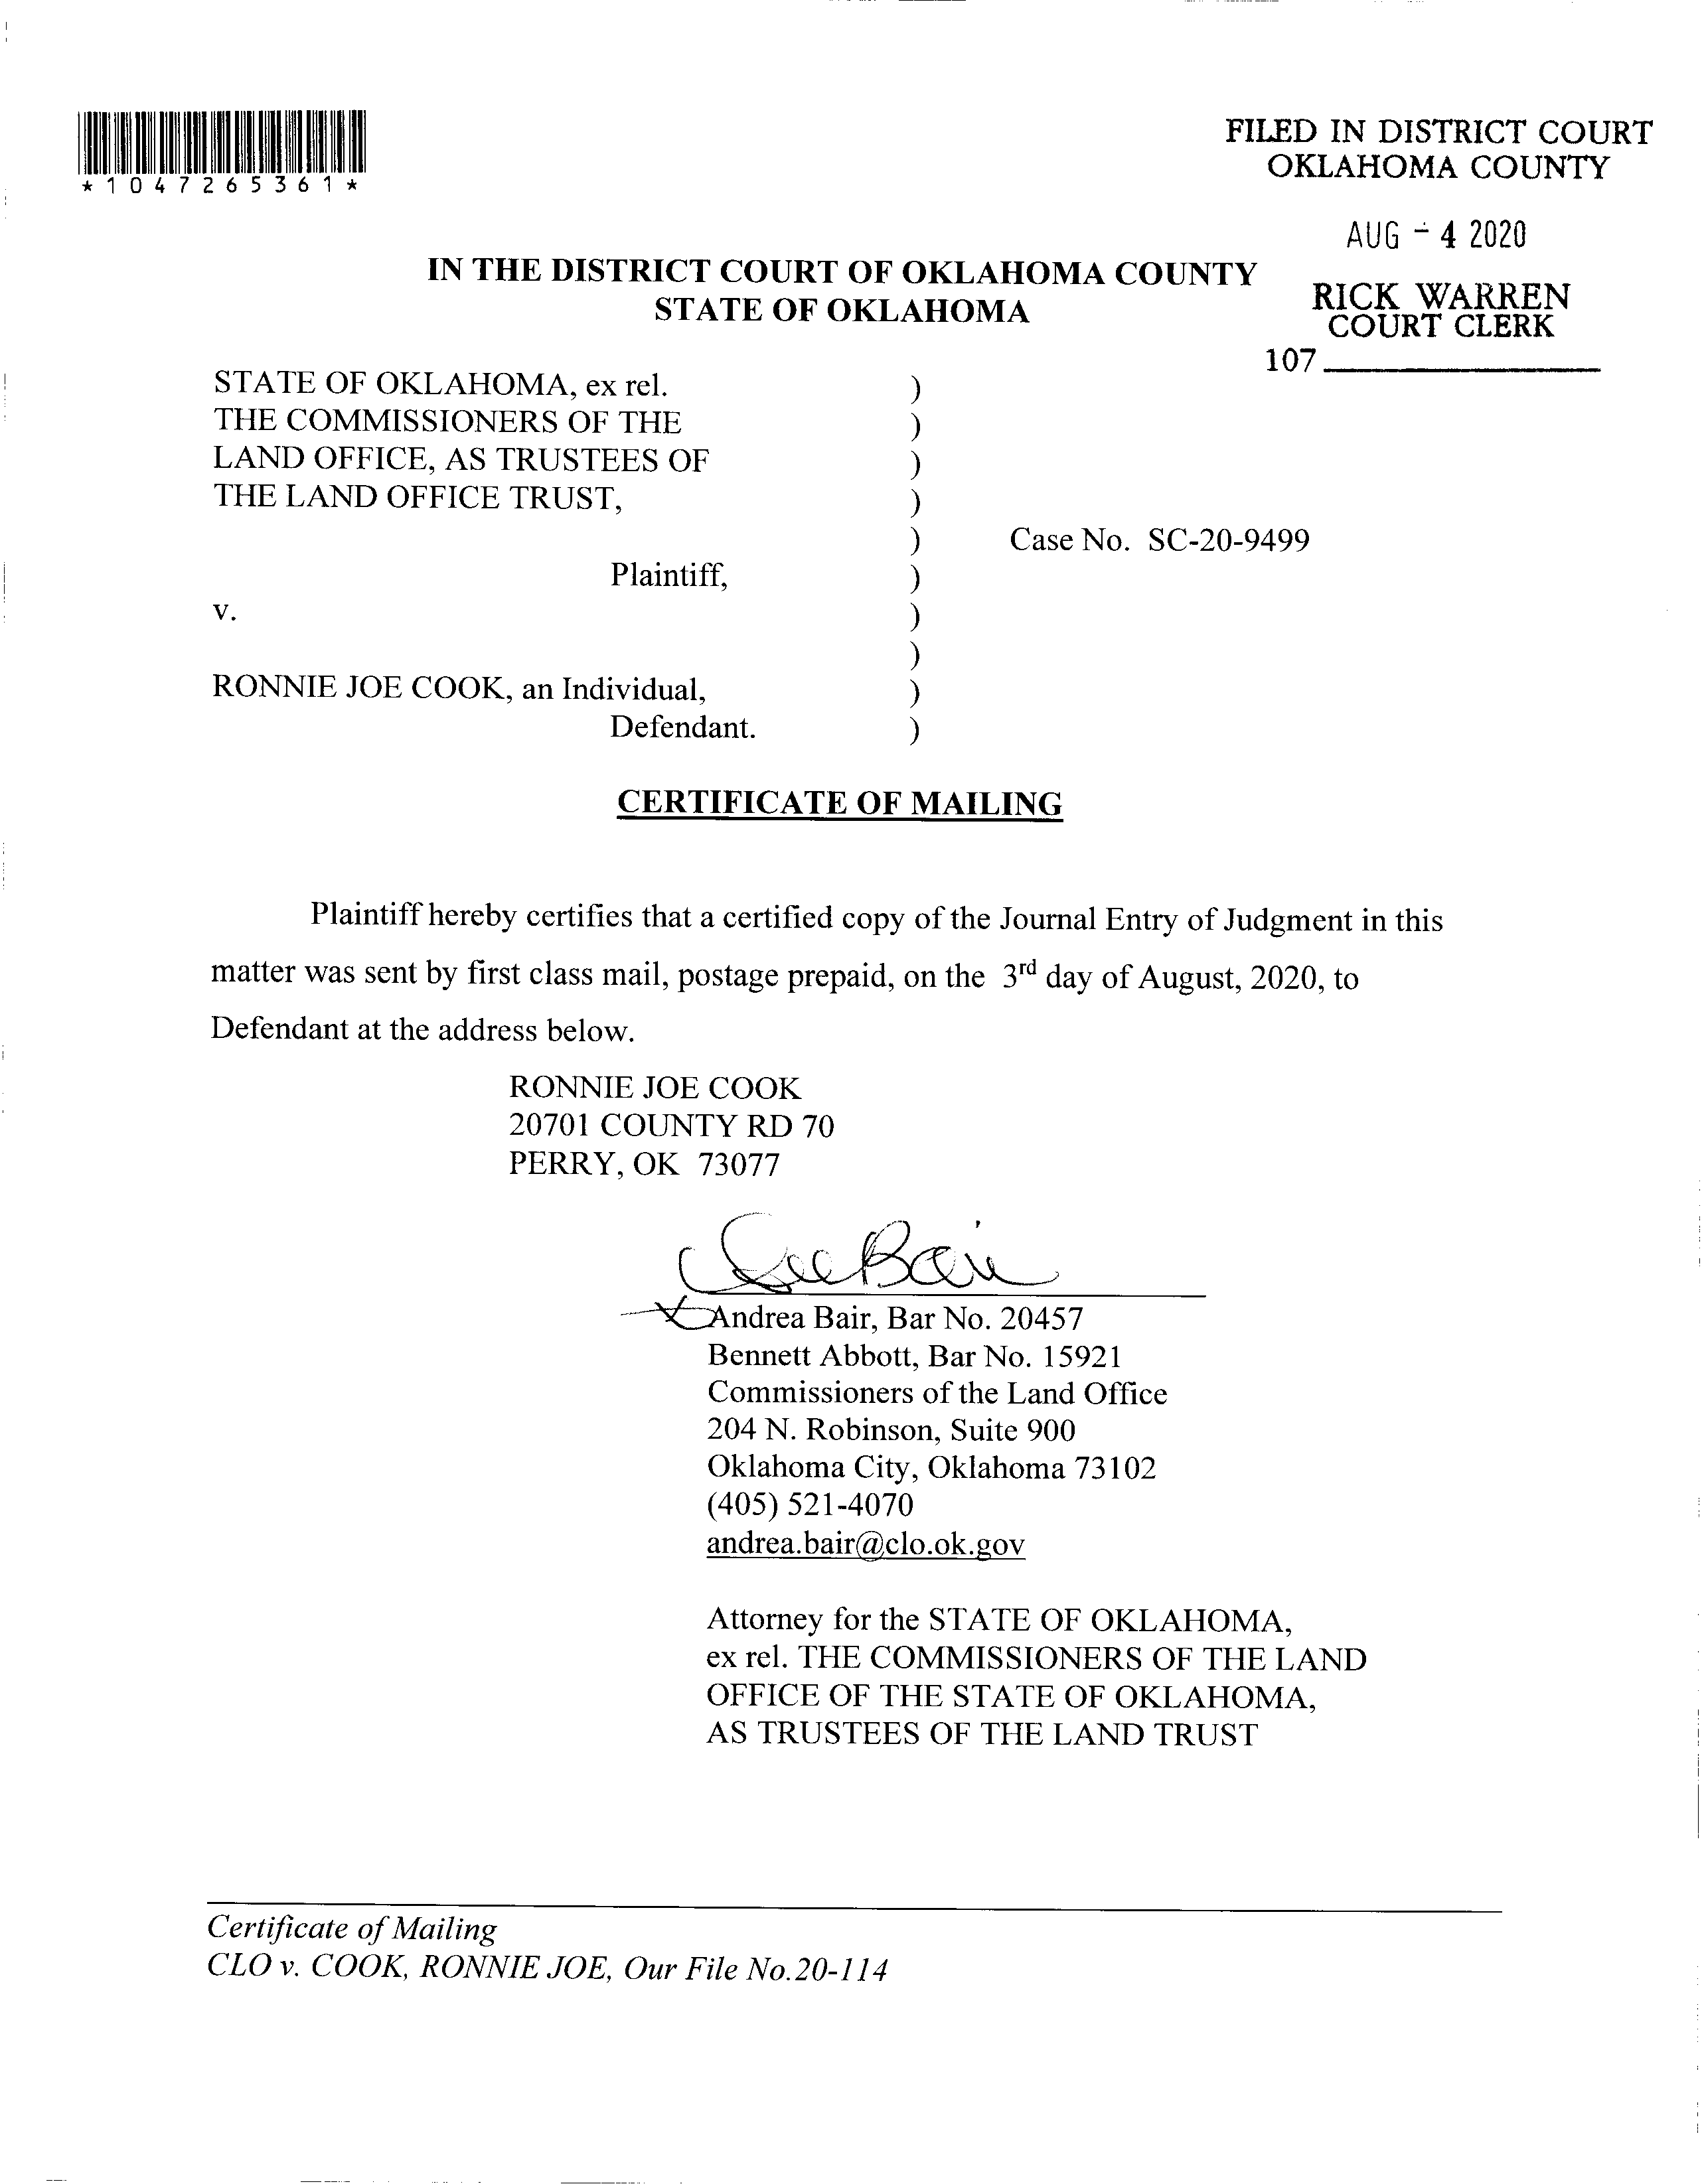 *1047265361*
FILED IN DISTRICT COURT
OKLAHOMA COUNTY
AUG - 4 2020
RICK WARREN
COURT CLERK
107
IN THE DISTRICT COURT OF OKLAHOMA COUNTY
STATE OF OKLAHOMA
STATE OF OKLAHOMA, ex rel. )
THE COMMISSIONERS OF THE )
LAND OFFICE, AS TRUSTEES OF )
THE LAND OFFICE TRUST, )
) Case No. SC-20-9499
Plaintiff, )
v. )
)
RONNIE JOE COOK, an Individual, )
Defendant. )
CERTIFICATE OF MAILING
Plaintiff hereby certifies that a certified copy of the Journal Entry of Judgment in this
matter was sent by first class mail, postage prepaid, on the 3rd day of August, 2020, to
Defendant at the address below.
RONNIE JOE COOK
20701 COUNTY RD 70
PERRY, OK 73077
Andrea Bair, Bar No. 20457
Bennett Abbott, Bar No. 15921
Commissioners of the Land Office
204 N. Robinson, Suite 900
Oklahoma City, Oklahoma 73102
(405) 521-4070
andrea.bair@clo.ok.gov
Attorney for the STATE OF OKLAHOMA,
ex rel. THE COMMISSIONERS OF THE LAND
OFFICE OF THE STATE OF OKLAHOMA,
AS TRUSTEES OF THE LAND TRUST
Certificate of Mailing
CLO v. COOK, RONNIE JOE, Our File No.20-114